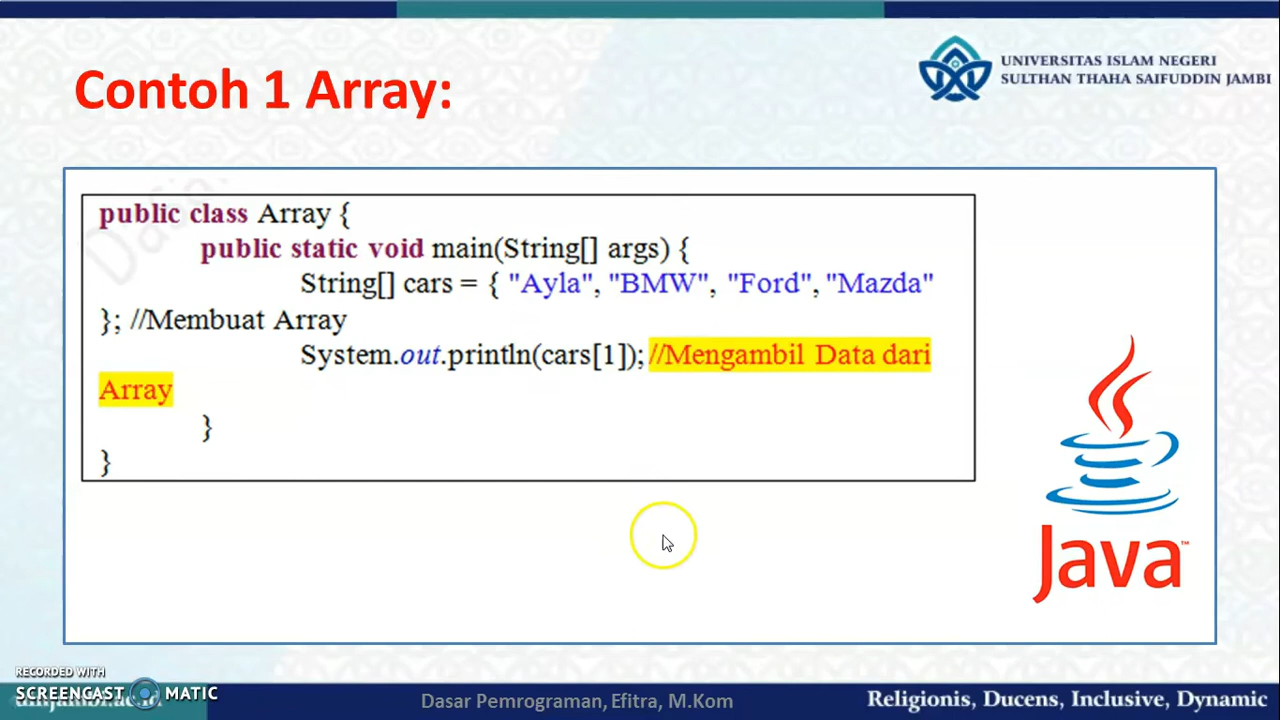 Contoh 1 Array:
UNIVERSITAS ISLAM NEGERI
SULTHAN THAHA SAIFUDDIN JAMBI
public class Array {
public static void main(String[] args) {
String[] cars = { "Ayla", "BMW", "Ford", "Mazda"
}; //Membuat Array
System.out.println(cars[1]); //Mengambil Data dari
Array
}
}
Java™
RECORDED WITH
SCREENCAST MATIC
Dasar Pemrograman, Efitra, M.Kom
Religionis, Ducens, Inclusive, Dynamic